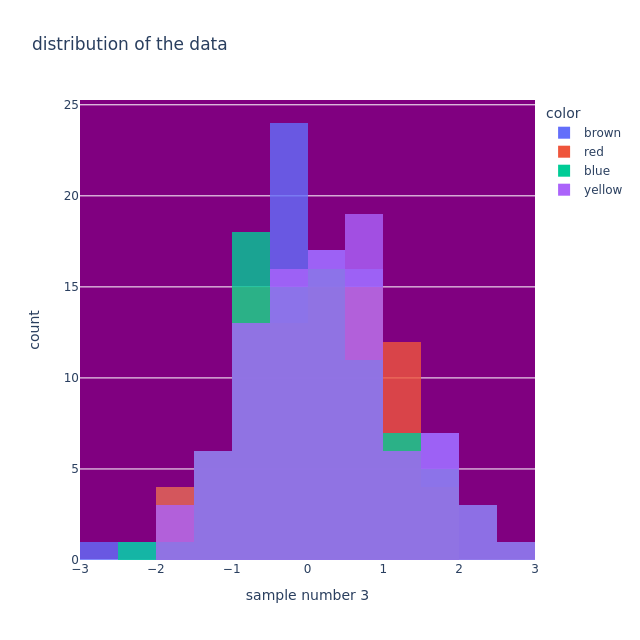 distribution of the data
color
brown
red
blue
yellow
25
20
15
10
5
0
count
−3
−2
−1
0
1
2
3
sample number 3